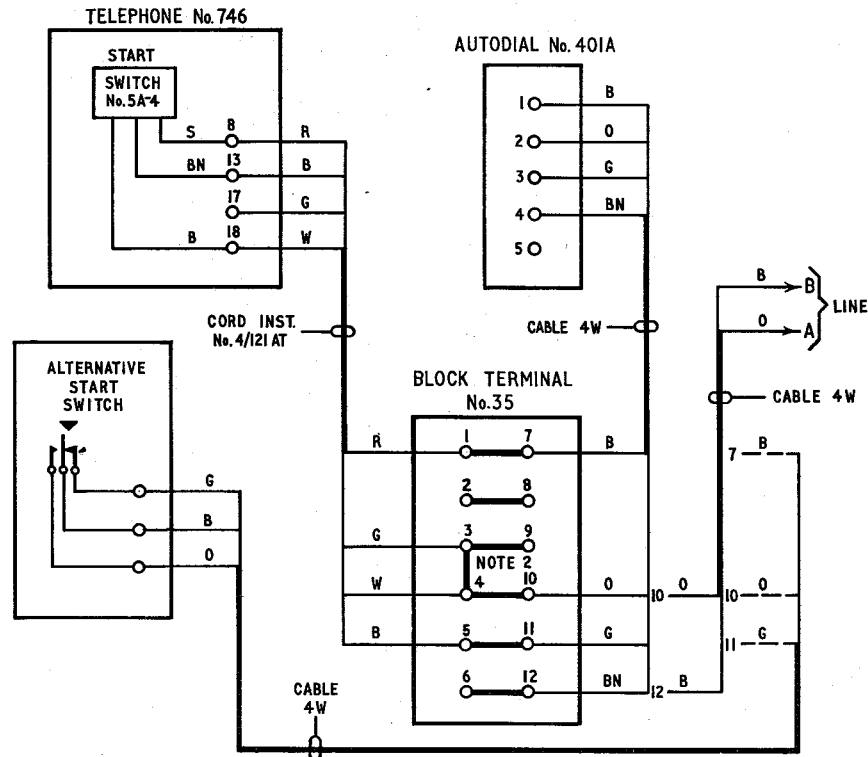 TELEPHONE No. 746
START
SWITCH
No. 5A-4
S 8 R
BN 13 B
17 G
B 18 W
CORD INST.
No. 4/121 AT
AUTODIAL No. 401A
1 B
2 O
3 G
4 BN
5
CABLE 4W
B B
LINE
O A
CABLE 4W
ALTERNATIVE
START
SWITCH
G
B
O
BLOCK TERMINAL
No. 35
R 1 7 B
2 8
G 3 9
NOTE 2
W 4 10 O 10 O
B 5 11 G
6 12 BN 12 B
7 B
10 O
11 G
CABLE
4W